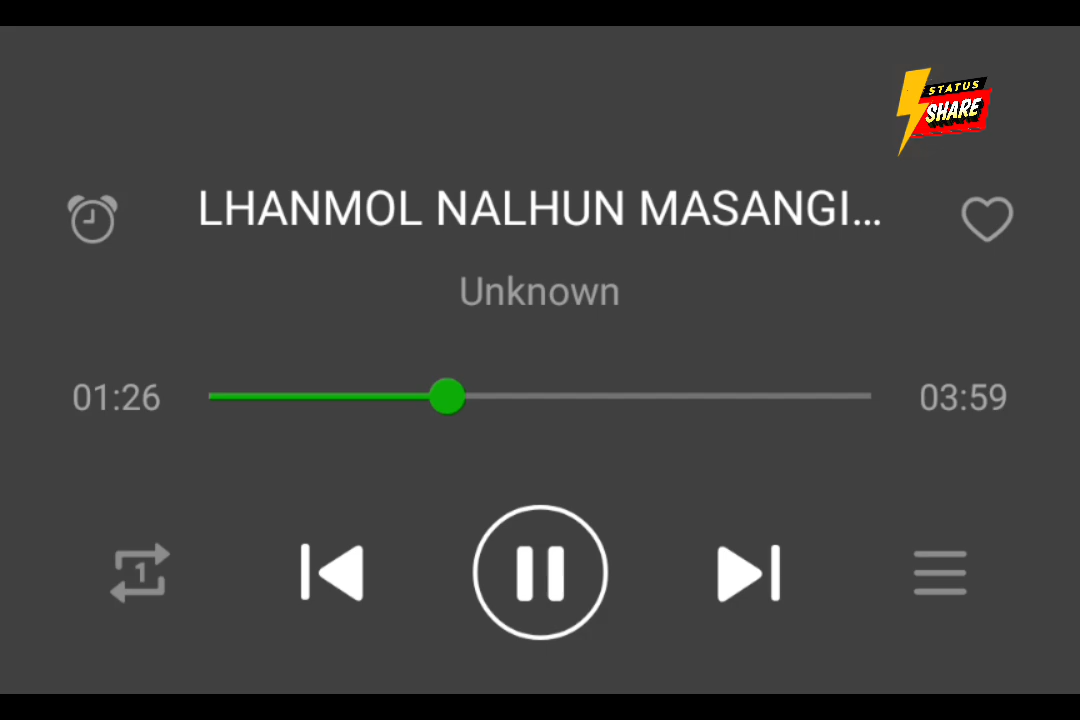 STATUS
SHARE
LHANMOL NALHUN MASANGI...
Unknown
01:26
03:59
1